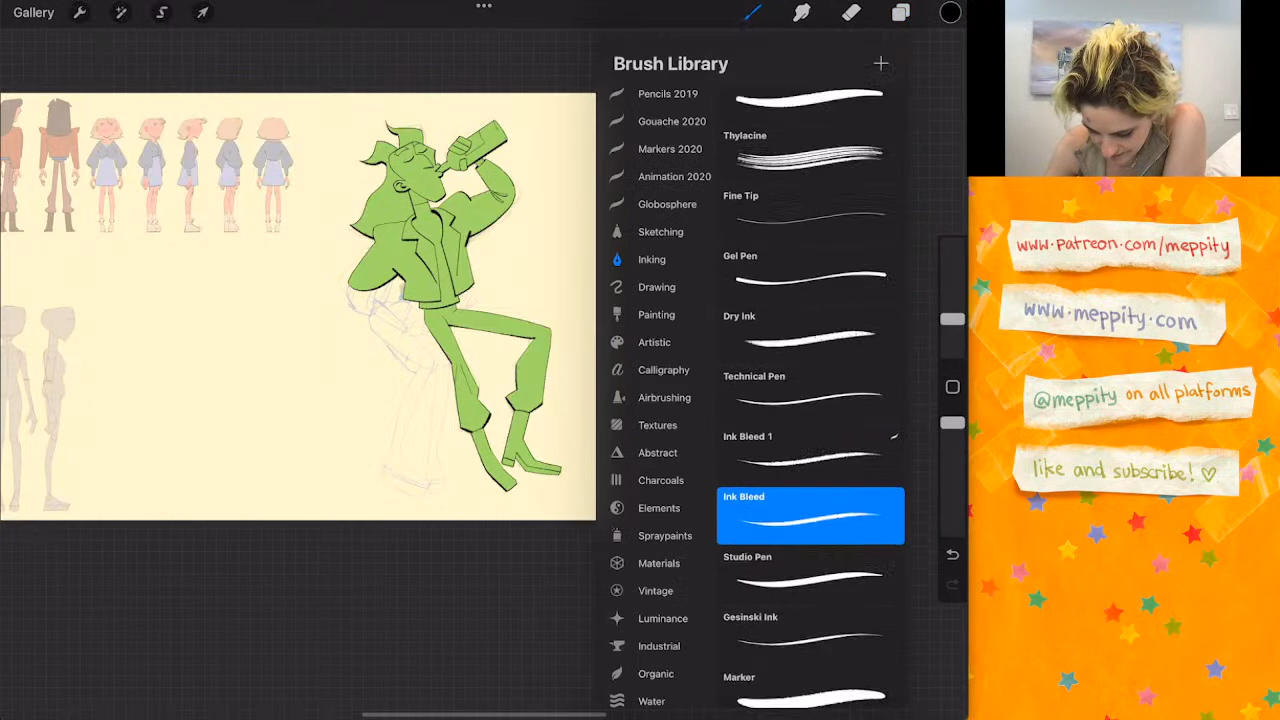 Gallery
Brush Library
Pencils 2019
Gouache 2020
Markers 2020
Animation 2020
Globosphere
Sketching
Inking
Drawing
Painting
Artistic
Calligraphy
Airbrushing
Textures
Abstract
Charcoals
Elements
Spraypaints
Materials
Vintage
Luminance
Industrial
Organic
Water
Thylacine
Fine Tip
Gel Pen
Dry Ink
Technical Pen
Ink Bleed 1
Ink Bleed
Studio Pen
Gesinski Ink
Marker
www.patreon.com/meppity
www.meppity.com
@meppity on all platforms
like and subscribe! ♡